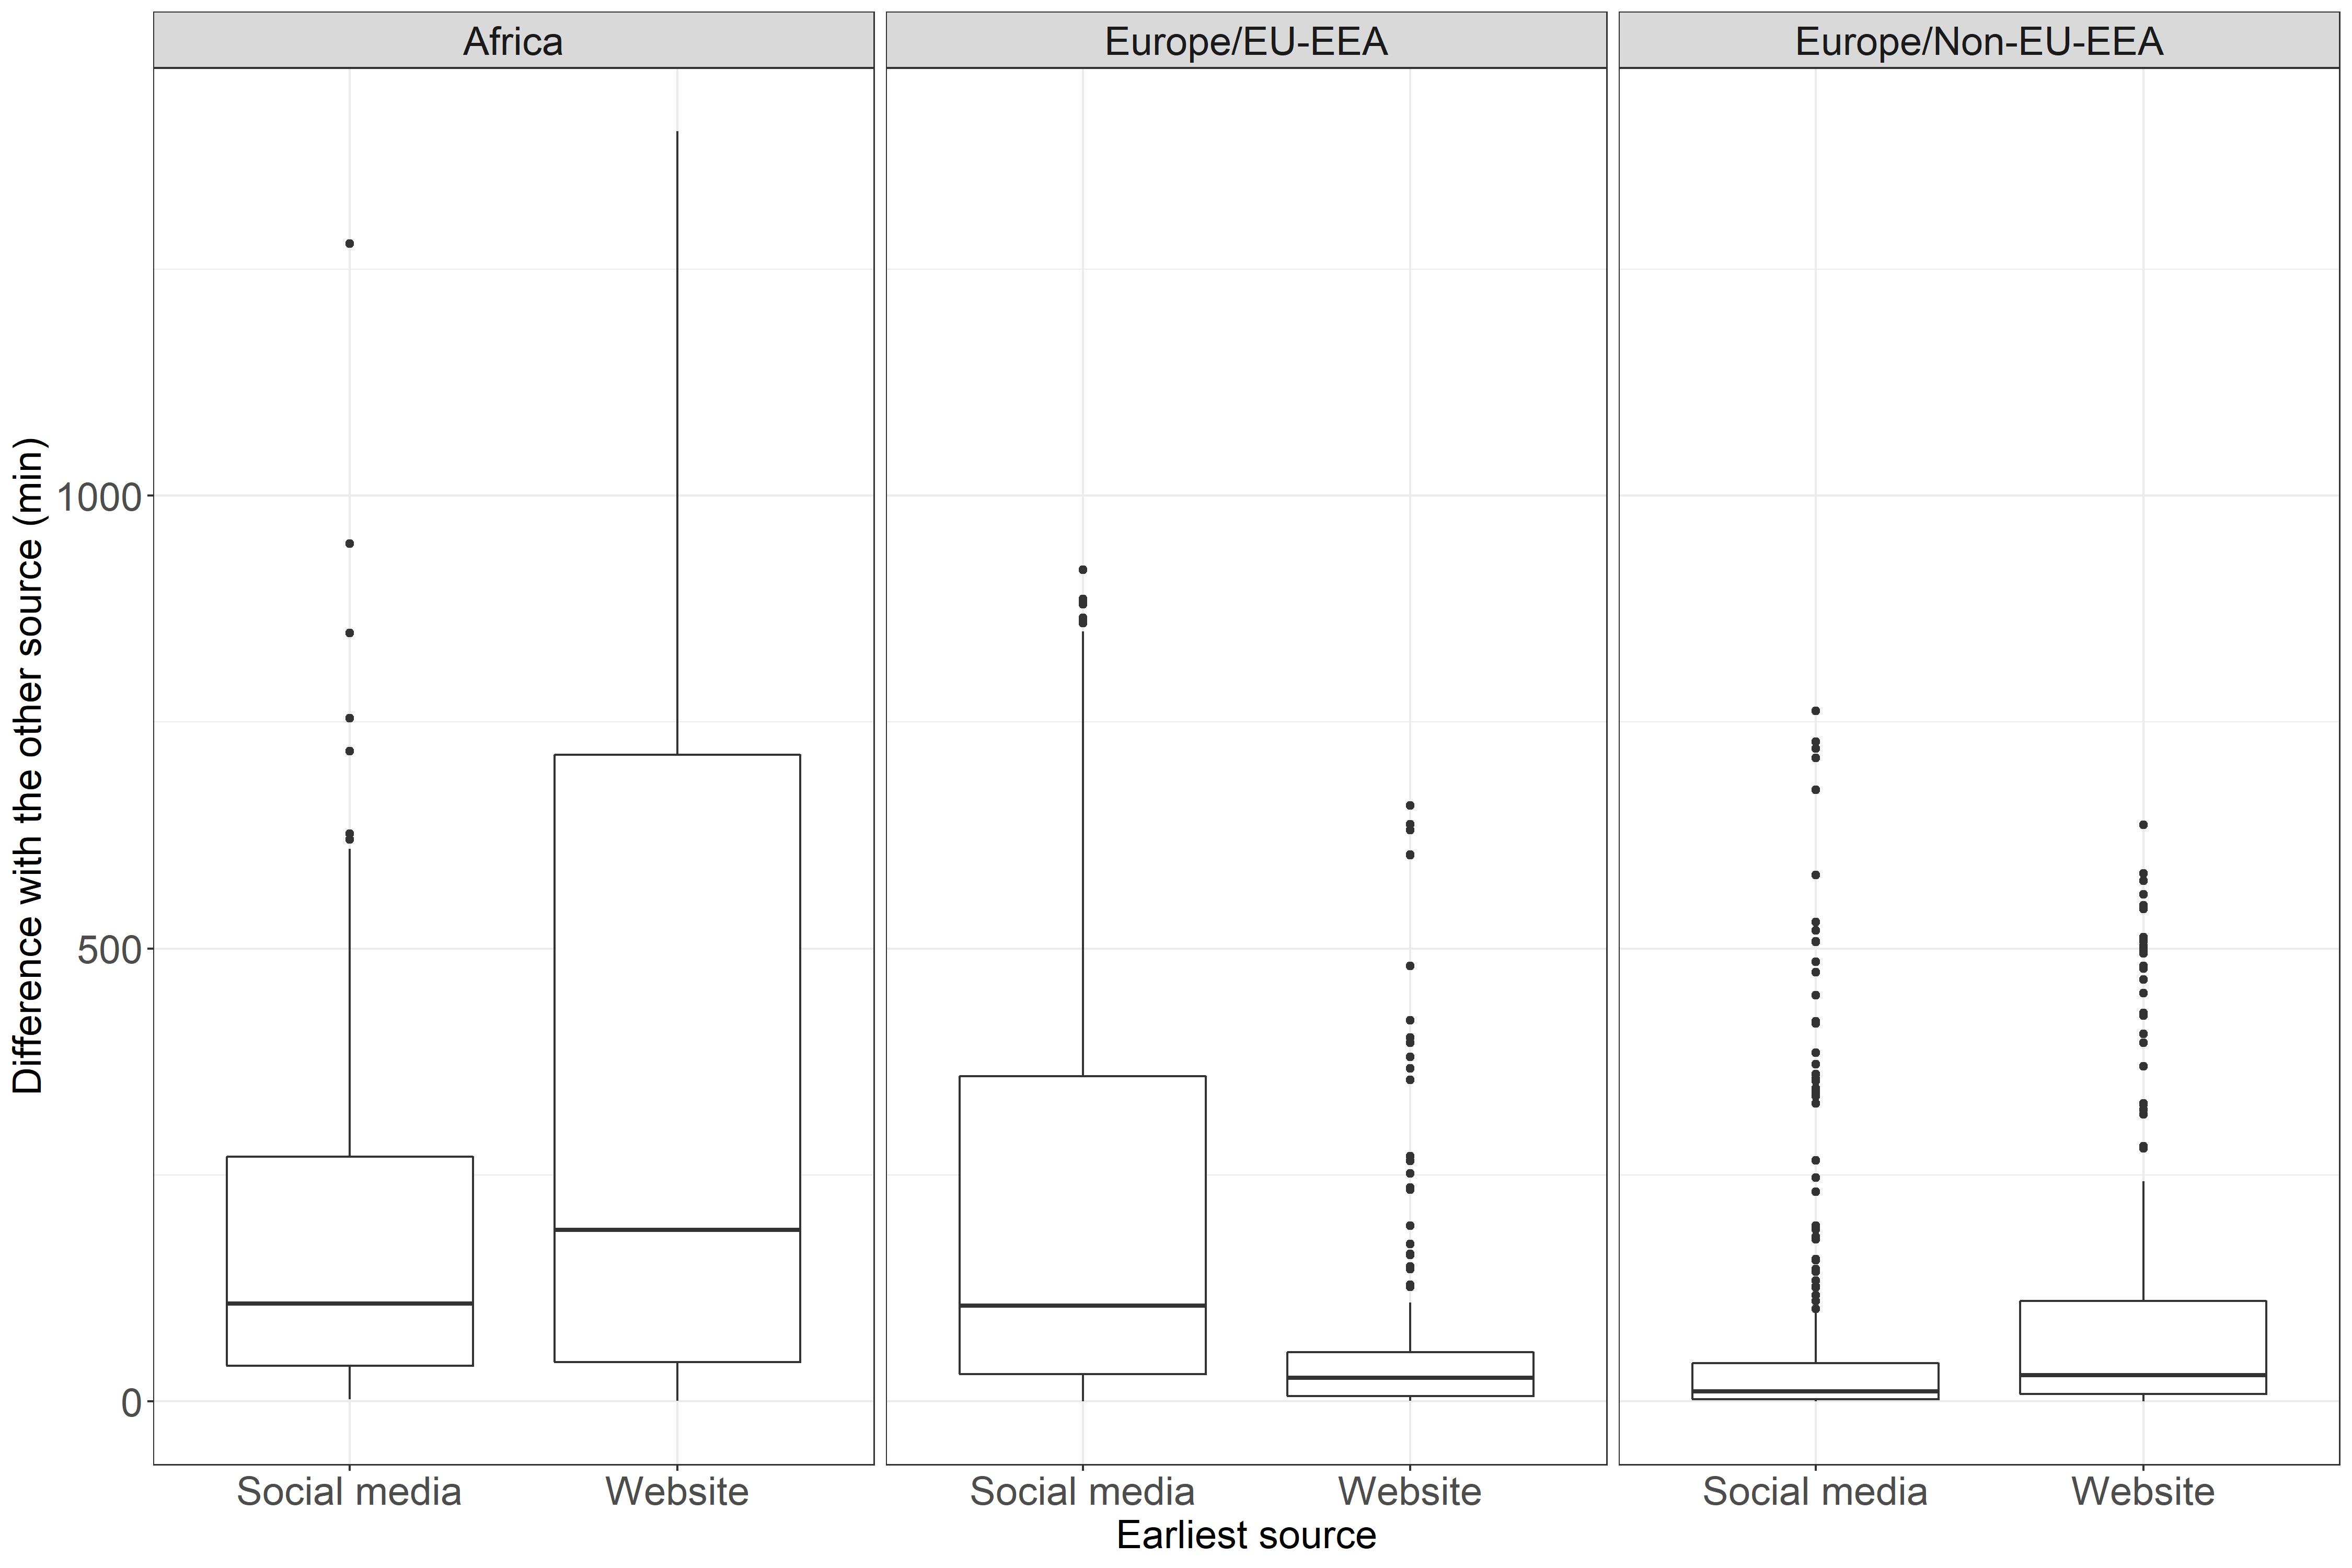 Africa
Europe/EU-EEA
Europe/Non-EU-EEA
Difference with the other source (min)
1000
500
0
Social media
Website
Social media
Website
Social media
Website
Earliest source